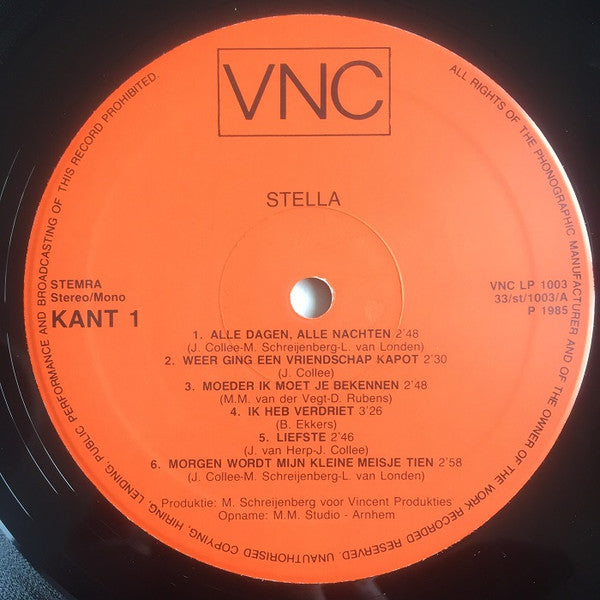 VNC
STELLA
STEMRA
Stereo/Mono
KANT 1
VNC LP 1003
33/st/1003/A
P 1985
1. ALLE DAGEN, ALLE NACHTEN 2'48
(J. Collee-M. Schreijenberg-L. van Londen)
2. WEER GING EEN VRIENDSCHAP KAPOT 2'30
(J. Collee)
3. MOEDER IK MOET JE BEKENNEN 2'48
(M.M. van der Vegt-D. Rubens)
4. IK HEB VERDRIET 3'26
(B. Ekkers)
5. LIEFSTE 2'46
(J. van Herp-J. Collee)
6. MORGEN WORDT MIJN KLEINE MEISJE TIEN 2'58
(J. Collee-M. Schreijenberg-L. van Londen)
Produktie: M. Schreijenberg voor Vincent Produkties
Opname: M.M. Studio - Arnhem
ALL RIGHTS OF THE PHONOGRAPHIC MANUFACTURER AND OF THE OWNER OF THE WORK RECORDED RESERVED. UNAUTHORISED COPYING, HIRING, LENDING, PUBLIC PERFORMANCE AND BROADCASTING OF THIS RECORD PROHIBITED.